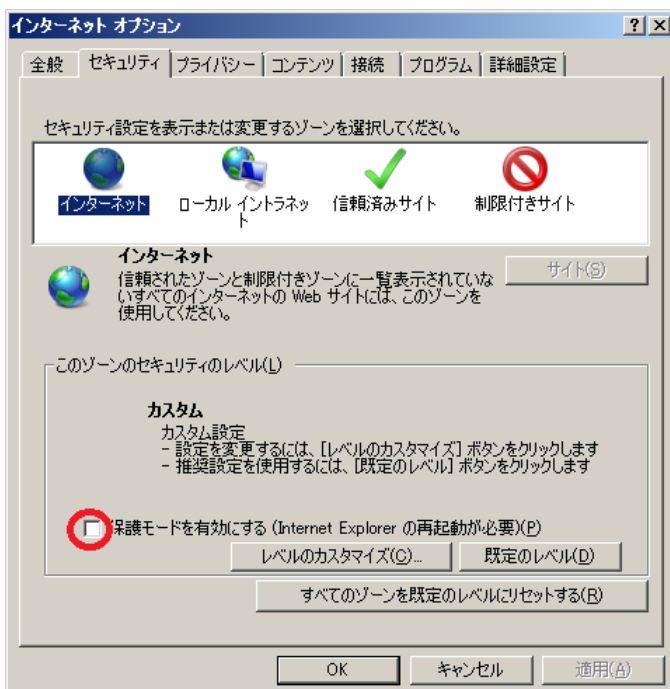 インターネット オプション
全般 セキュリティ プライバシー コンテンツ 接続 プログラム 詳細設定
セキュリティ設定を表示または変更するゾーンを選択してください。
インターネット ローカル イントラネッ
ト 信頼済みサイト 制限付きサイト
インターネット
信頼されたゾーンと制限付きゾーンに一覧表示されていな
いすべてのインターネットの Web サイトには、このゾーンを
使用してください。
サイト(S)
このゾーンのセキュリティのレベル(L)
カスタム
カスタム設定
- 設定を変更するには、[レベルのカスタマイズ] ボタンをクリックします
- 推奨設定を使用するには、[既定のレベル] ボタンをクリックします
保護モードを有効にする (Internet Explorer の再起動が必要)(P)
レベルのカスタマイズ(C)... 既定のレベル(D)
すべてのゾーンを既定のレベルにリセットする(R)
OK キャンセル 適用(A)